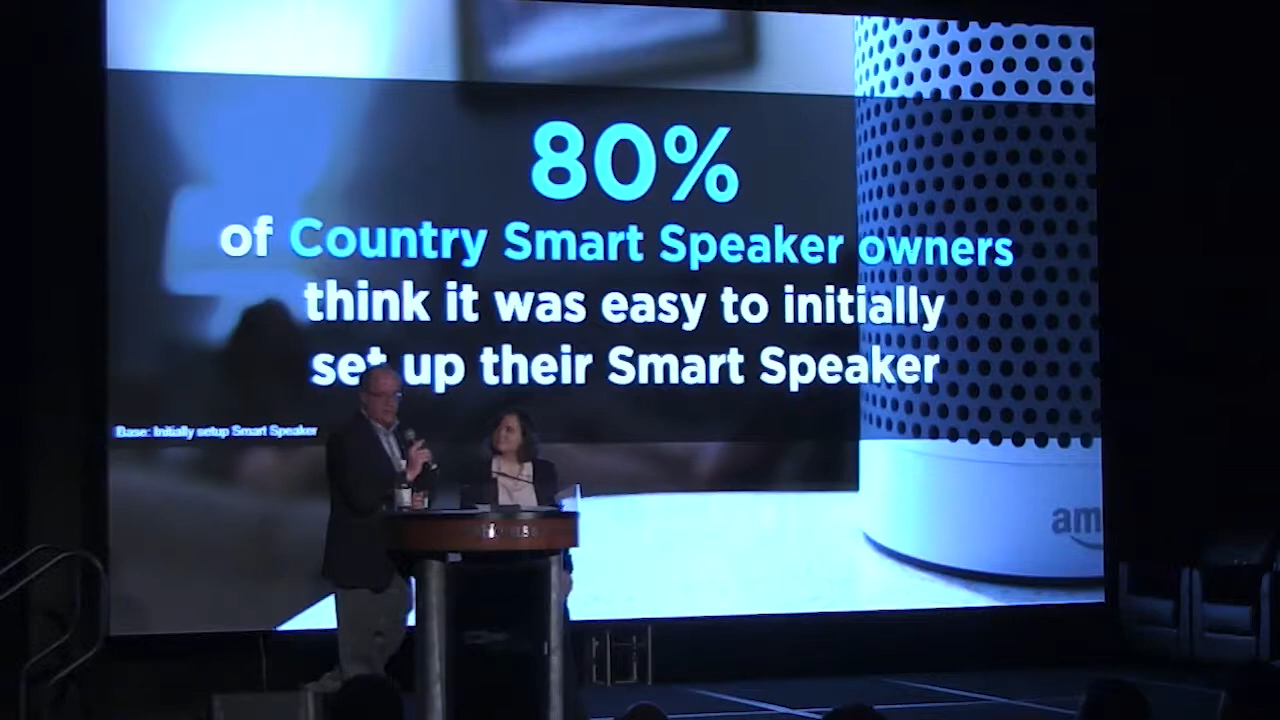 80%
of Country Smart Speaker owners
think it was easy to initially
set up their Smart Speaker
Base: Initially setup Smart Speaker
am